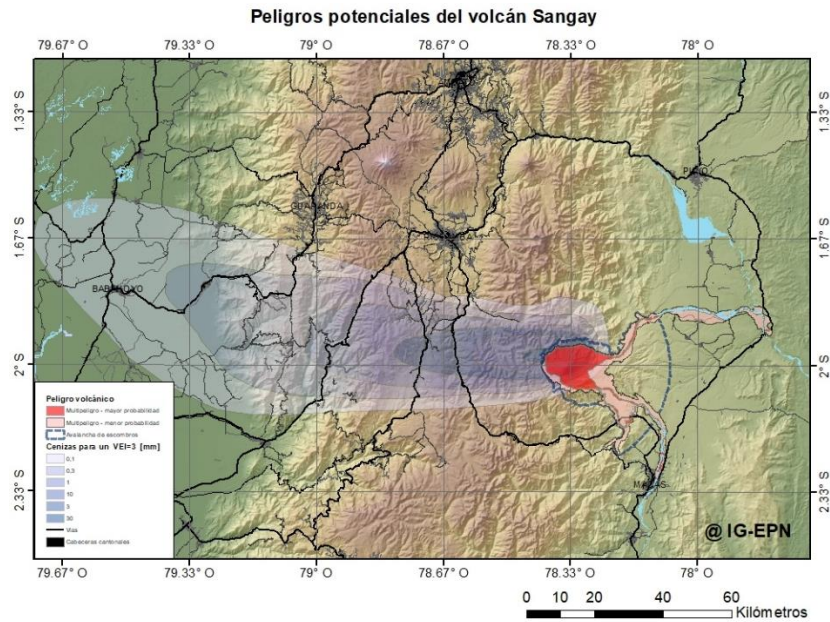 Peligros potenciales del volcán Sangay
79.67° O 79.33° O 79° O 78.67° O 78.33° O 78° O
1.33° S 1.33° S
GUARANDA
1.67° S 1.67° S
BABAHOYO
2° S 2° S
Peligro volcánico
Multipeligro - mayor probabilidad
Multipeligro - menor probabilidad
Avalancha de escombros
Cenizas para un VEI=3 [mm]
0,1
0,3
1
10
3
30
Vías
Cabeceras cantonales
2.33° S 2.33° S
MACAS
@ IG-EPN
79.67° O 79.33° O 79° O 78.67° O 78.33° O 78° O
0 10 20 40 60
Kilómetros